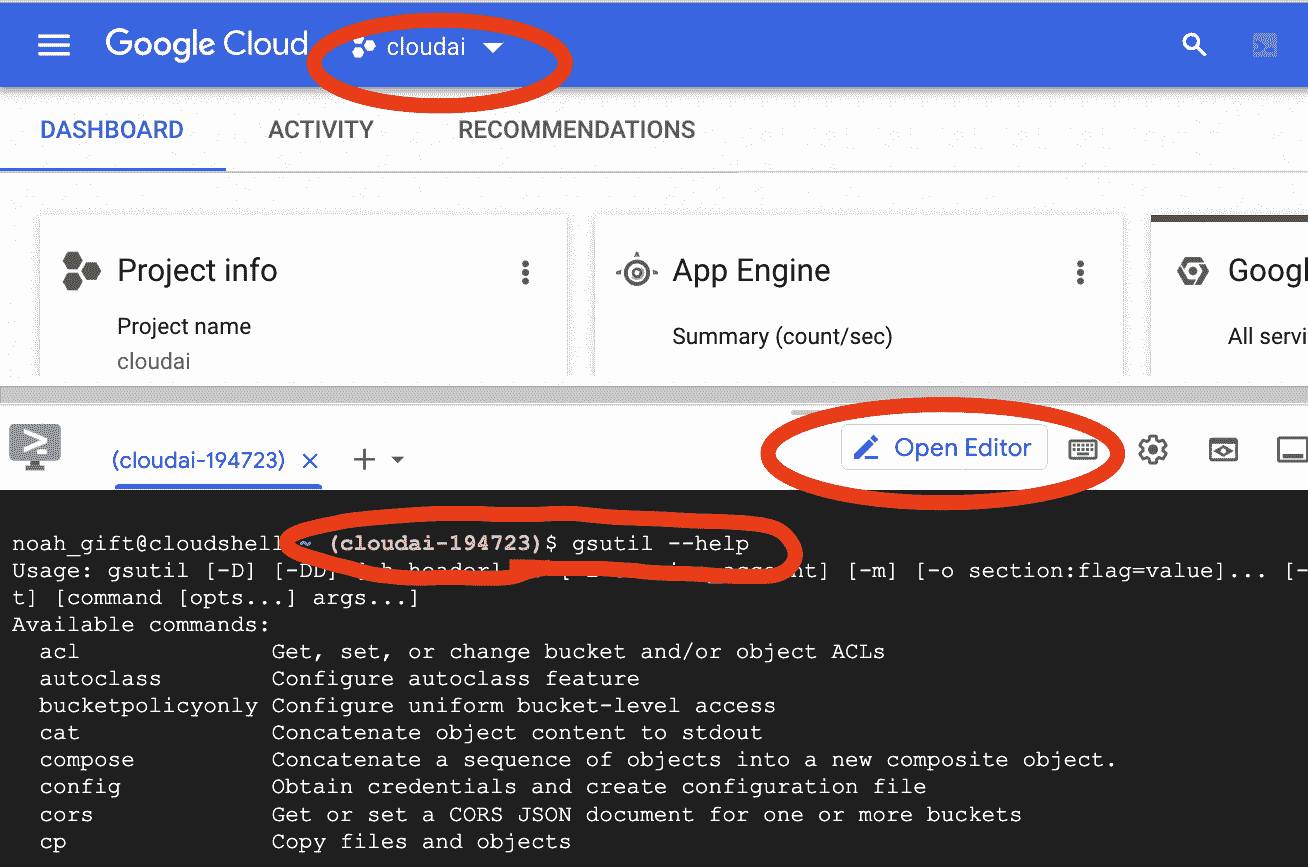 Google Cloud cloudai
DASHBOARD ACTIVITY RECOMMENDATIONS
Project info App Engine Googl
Project name Summary (count/sec) All servi
cloudai
(cloudai-194723) × + Open Editor
noah_gift@cloudshell ~ (cloudai-194723)$ gsutil --help
Usage: gsutil [-D] [-DD] header] [-m] [-o section:flag=value]... [-
t] [command [opts...] args...]
Available commands:
acl Get, set, or change bucket and/or object ACLs
autoclass Configure autoclass feature
bucketpolicyonly Configure uniform bucket-level access
cat Concatenate object content to stdout
compose Concatenate a sequence of objects into a new composite object.
config Obtain credentials and create configuration file
cors Get or set a CORS JSON document for one or more buckets
cp Copy files and objects